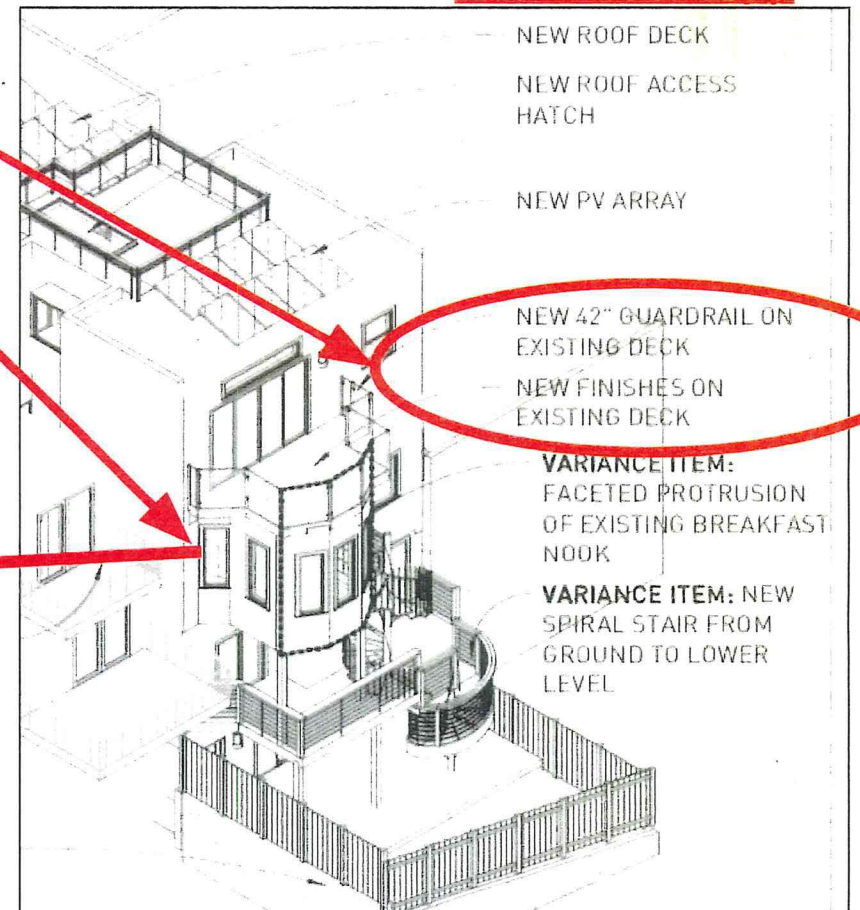 NEW ROOF DECK
NEW ROOF ACCESS
HATCH
NEW PV ARRAY
NEW 42" GUARDRAIL ON
EXISTING DECK
NEW FINISHES ON
EXISTING DECK
VARIANCE ITEM:
FACETED PROTRUSION
OF EXISTING BREAKFAST
NOOK
VARIANCE ITEM: NEW
SPIRAL STAIR FROM
GROUND TO LOWER
LEVEL